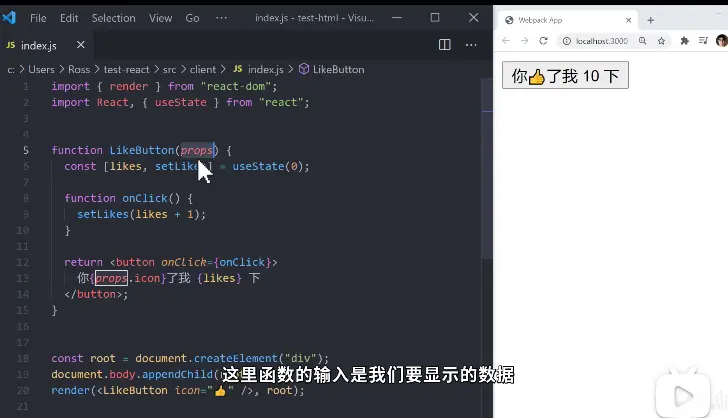 File Edit Selection ··· index.js - test-html - Visu...
JS index.js ×
c: > Users > Ross > test-react > src > client > JS index.js > LikeButton
1 import { render } from "react-dom";
2 import React, { useState } from "react";
3
4
5 function LikeButton(props) {
6 const [likes, setLikes] = useState(0);
7
8 function onClick() {
9 setLikes(likes + 1);
10 }
11
12 return <button onClick={onClick}>
13 你{props.icon}了我 {likes} 下
14 </button>;
15 }
16
17
18 const root = document.createElement("div");
19 document.body.appendChild(
20 render(<LikeButton icon="👍" />, root);
这里函数的输入是我们要显示的数据
Webpack App ×
localhost:3000
你👍了我 10 下